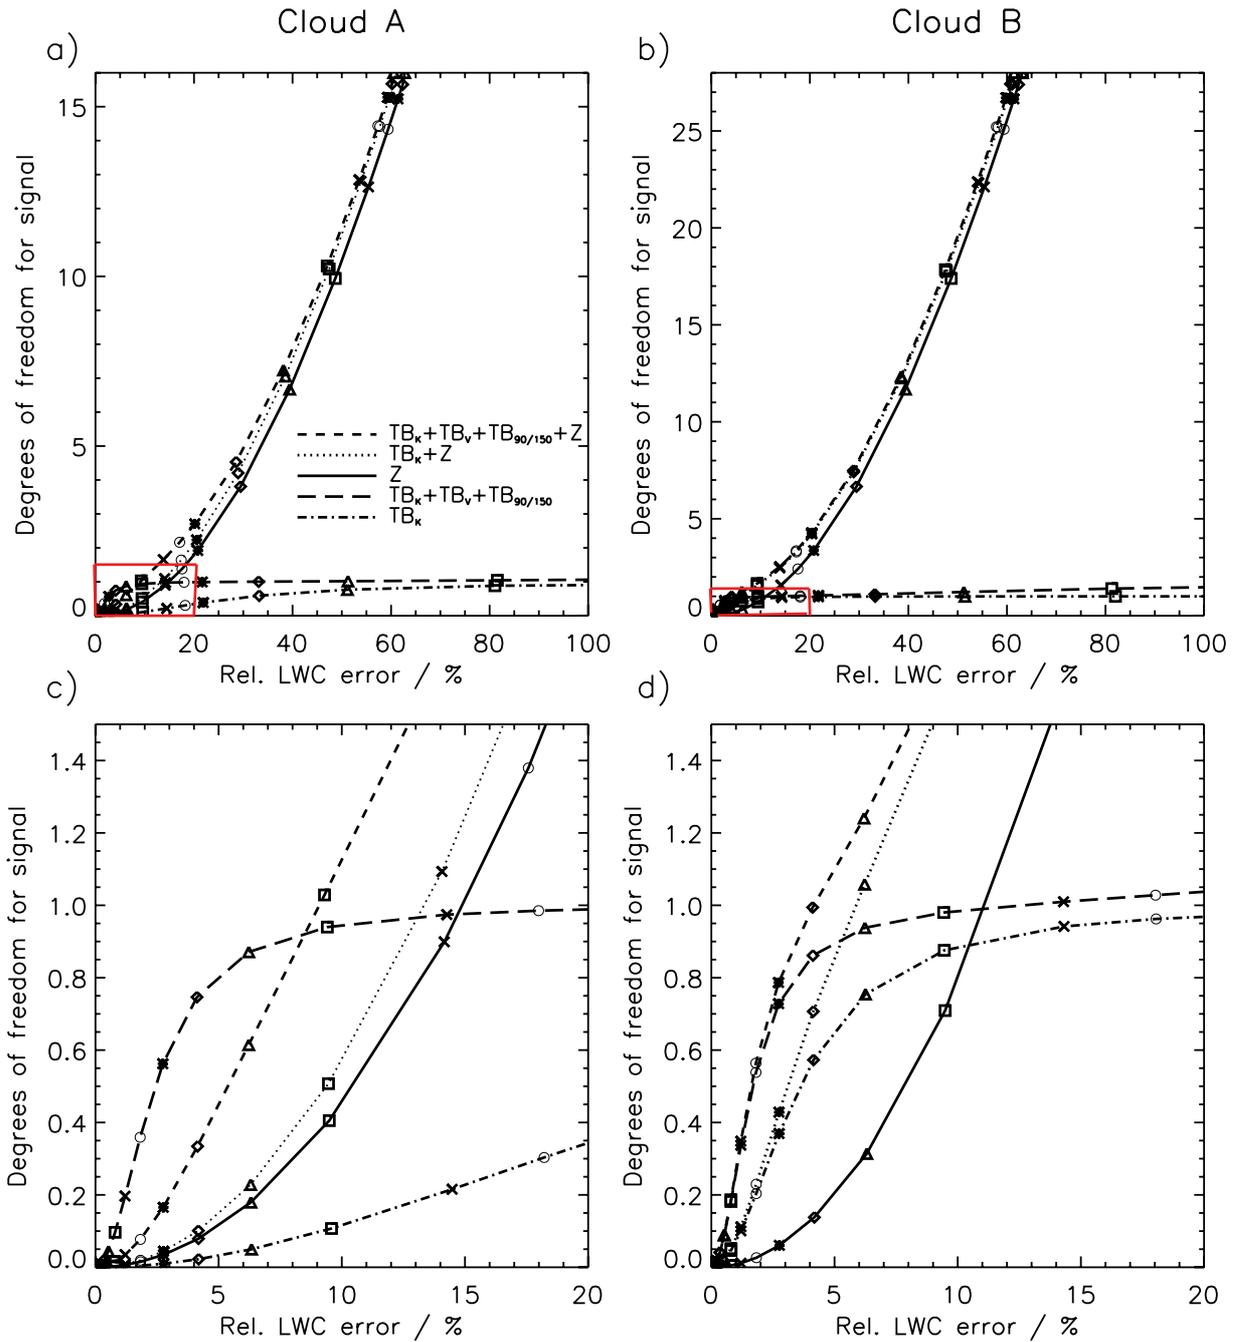 Cloud A
Cloud B
a)
b)
Degrees of freedom for signal
15
10
5
0
TBK+TBV+TB90/150+Z
TBK+Z
Z
TBK+TBV+TB90/150
TBK
0 20 40 60 80 100
Rel. LWC error / %
Degrees of freedom for signal
25
20
15
10
5
0
0 20 40 60 80 100
Rel. LWC error / %
c)
d)
Degrees of freedom for signal
1.4
1.2
1.0
0.8
0.6
0.4
0.2
0.0
0 5 10 15 20
Rel. LWC error / %
Degrees of freedom for signal
1.4
1.2
1.0
0.8
0.6
0.4
0.2
0.0
0 5 10 15 20
Rel. LWC error / %